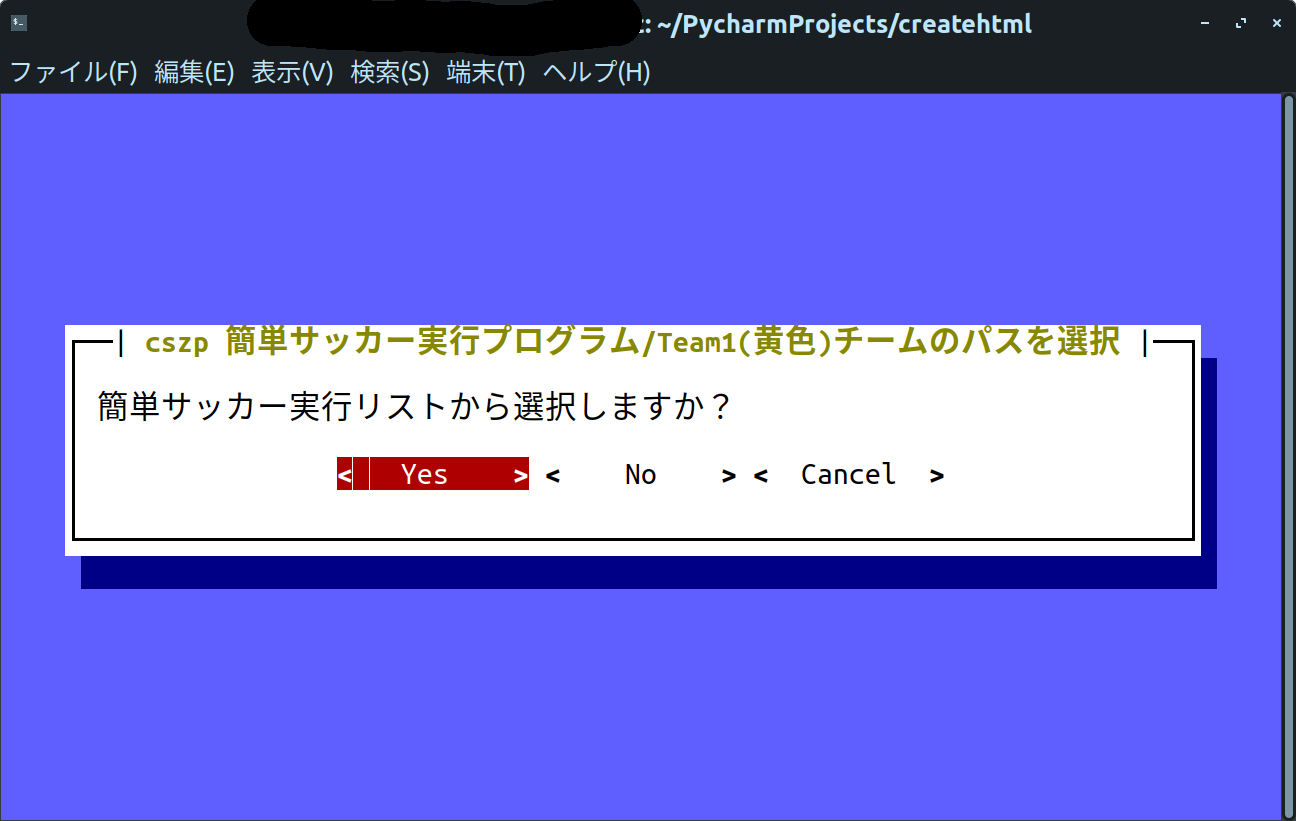 : ~/PycharmProjects/createhtml
ファイル(F) 編集(E) 表示(V) 検索(S) 端末(T) ヘルプ(H)
| cszp 簡単サッカー実行プログラム/Team1(黄色)チームのパスを選択 |
簡単サッカー実行リストから選択しますか？
< Yes > < No > < Cancel >